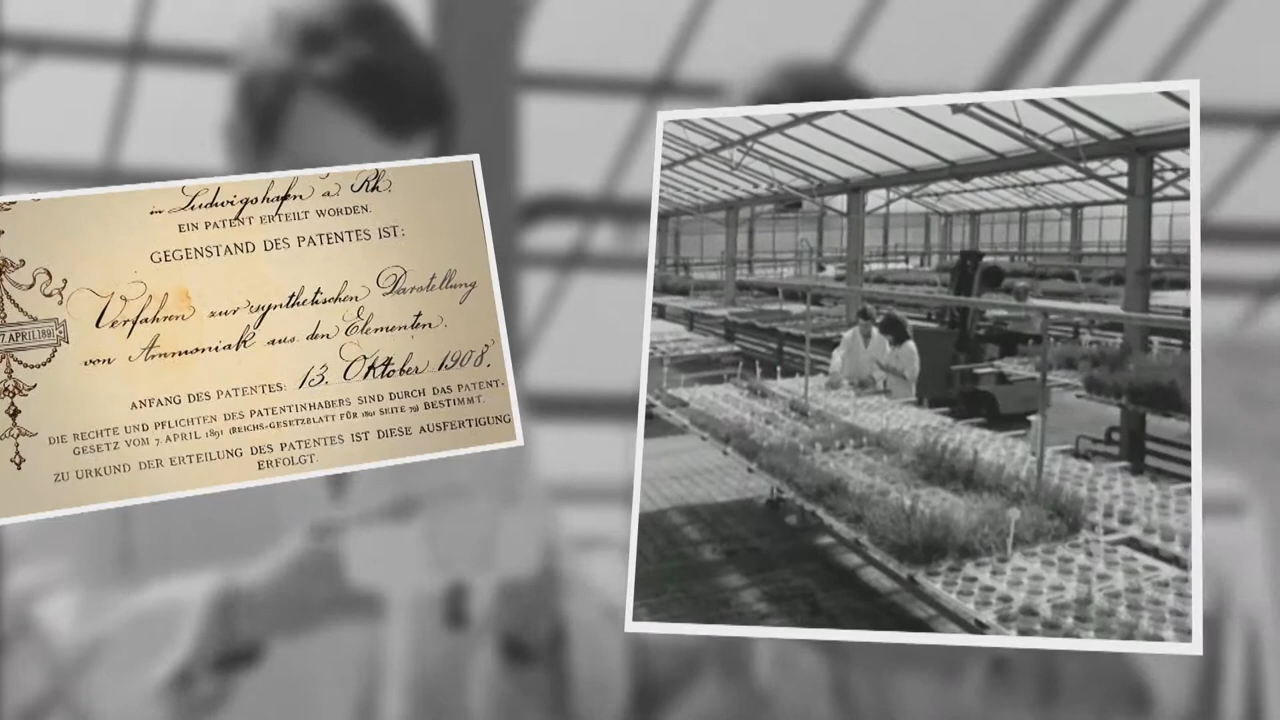 in Ludwigshafen a. Rh.
EIN PATENT ERTEILT WORDEN.
GEGENSTAND DES PATENTES IST:
Verfahren zur synthetischen Darstellung
von Ammoniak aus den Elementen.
7. APRIL 1891
ANFANG DES PATENTES: 13. Oktober 1908.
DIE RECHTE UND PFLICHTEN DES PATENTINHABERS SIND DURCH DAS PATENT-
GESETZ VOM 7. APRIL 1891 (REICHS-GESETZBLATT FÜR 1891 SEITE 79) BESTIMMT.
ZU URKUND DER ERTEILUNG DES PATENTES IST DIESE AUSFERTIGUNG
ERFOLGT.